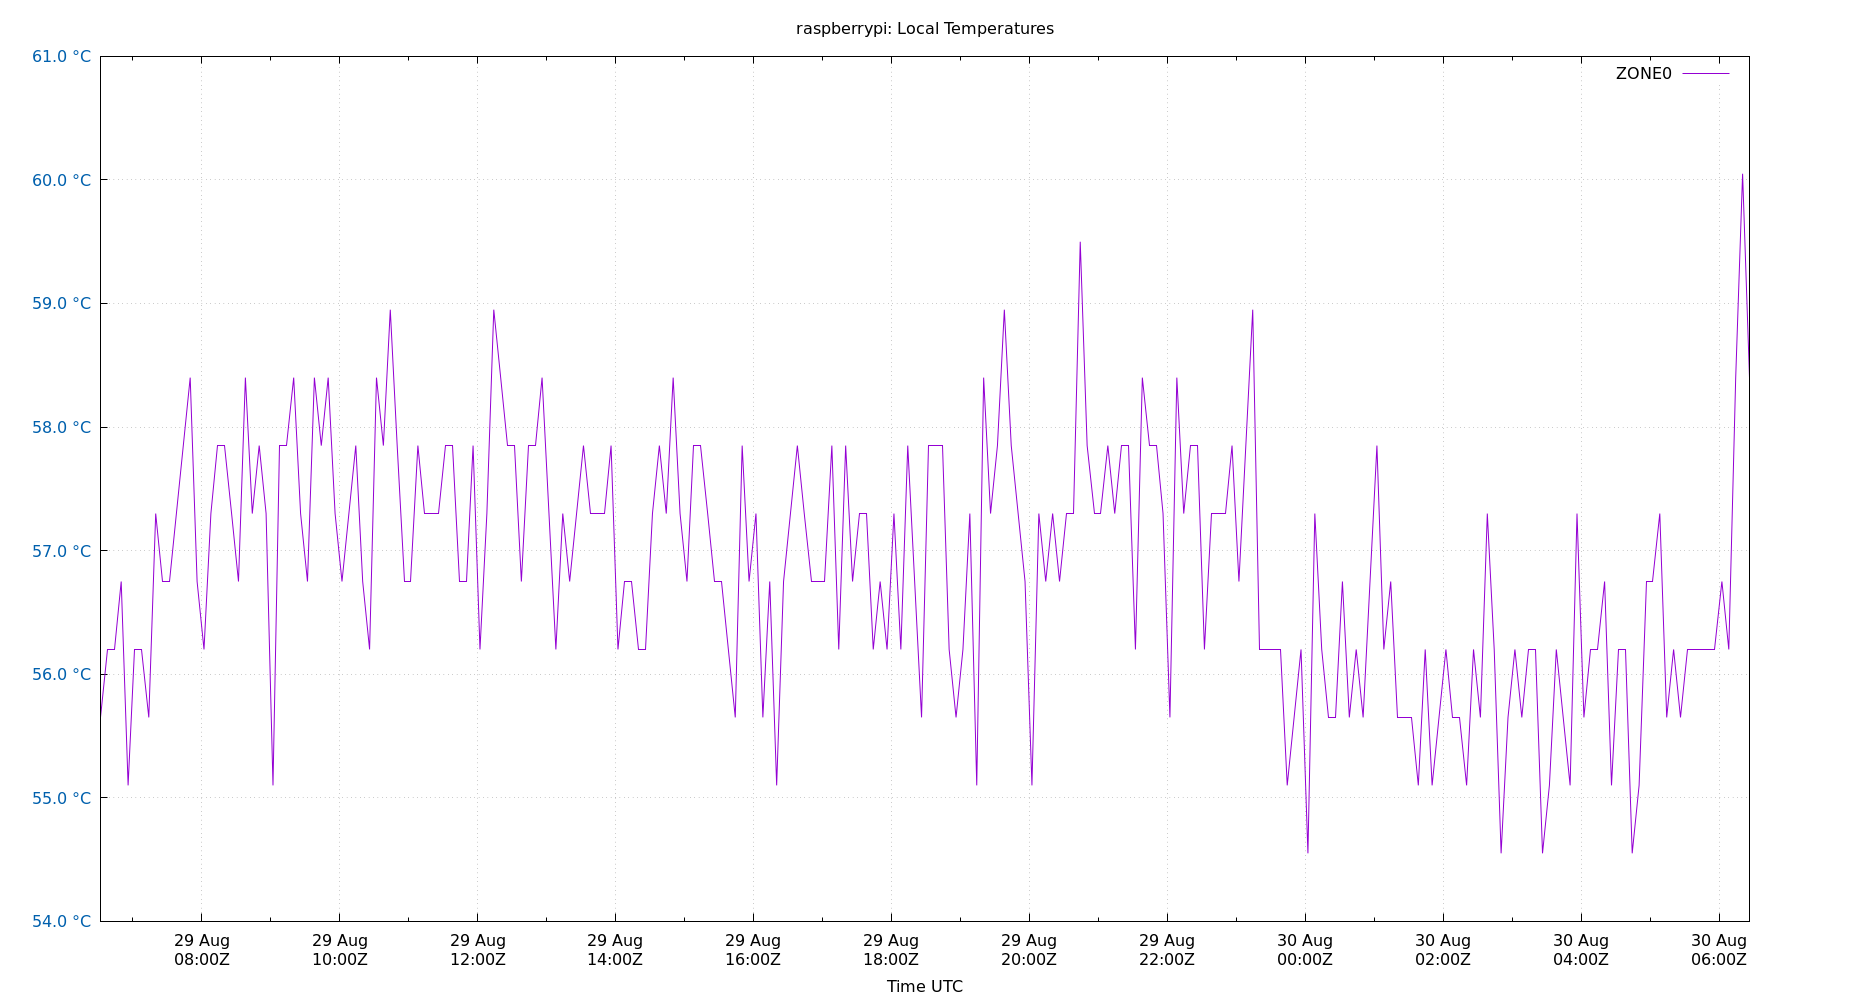 raspberrypi: Local Temperatures
61.0 °C
ZONE0
60.0 °C
59.0 °C
58.0 °C
57.0 °C
56.0 °C
55.0 °C
54.0 °C
29 Aug 29 Aug 29 Aug 29 Aug 29 Aug 29 Aug 29 Aug 29 Aug 30 Aug 30 Aug 30 Aug 30 Aug
08:00Z 10:00Z 12:00Z 14:00Z 16:00Z 18:00Z 20:00Z 22:00Z 00:00Z 02:00Z 04:00Z 06:00Z
Time UTC